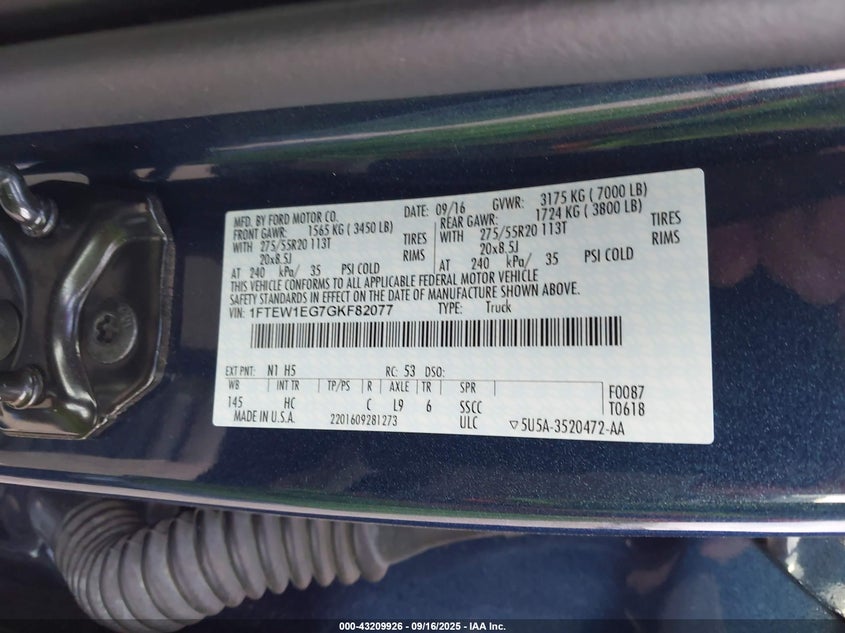 MFD. BY FORD MOTOR CO. DATE: 09/16 GVWR: 3175 KG ( 7000 LB)
FRONT GAWR: 1565 KG ( 3450 LB) REAR GAWR: 1724 KG ( 3800 LB)
WITH 275/55R20 113T TIRES WITH 275/55R20 113T TIRES
20x8.5J RIMS 20x8.5J RIMS
AT 240 kPa/ 35 PSI COLD AT 240 kPa/ 35 PSI COLD
THIS VEHICLE CONFORMS TO ALL APPLICABLE FEDERAL MOTOR VEHICLE
SAFETY STANDARDS IN EFFECT ON THE DATE OF MANUFACTURE SHOWN ABOVE.
VIN: 1FTEW1EG7GKF82077 TYPE: Truck
EXT PNT: N1 H5 RC: 53 DSO:
WB INT TR TP/PS R AXLE TR SPR
145 HC C L9 6 SSCC
F0087
T0618
MADE IN U.S.A. 2201609281273 ULC ▽5U5A-3520472-AA
000-43209926 - 09/16/2025 - IAA Inc.